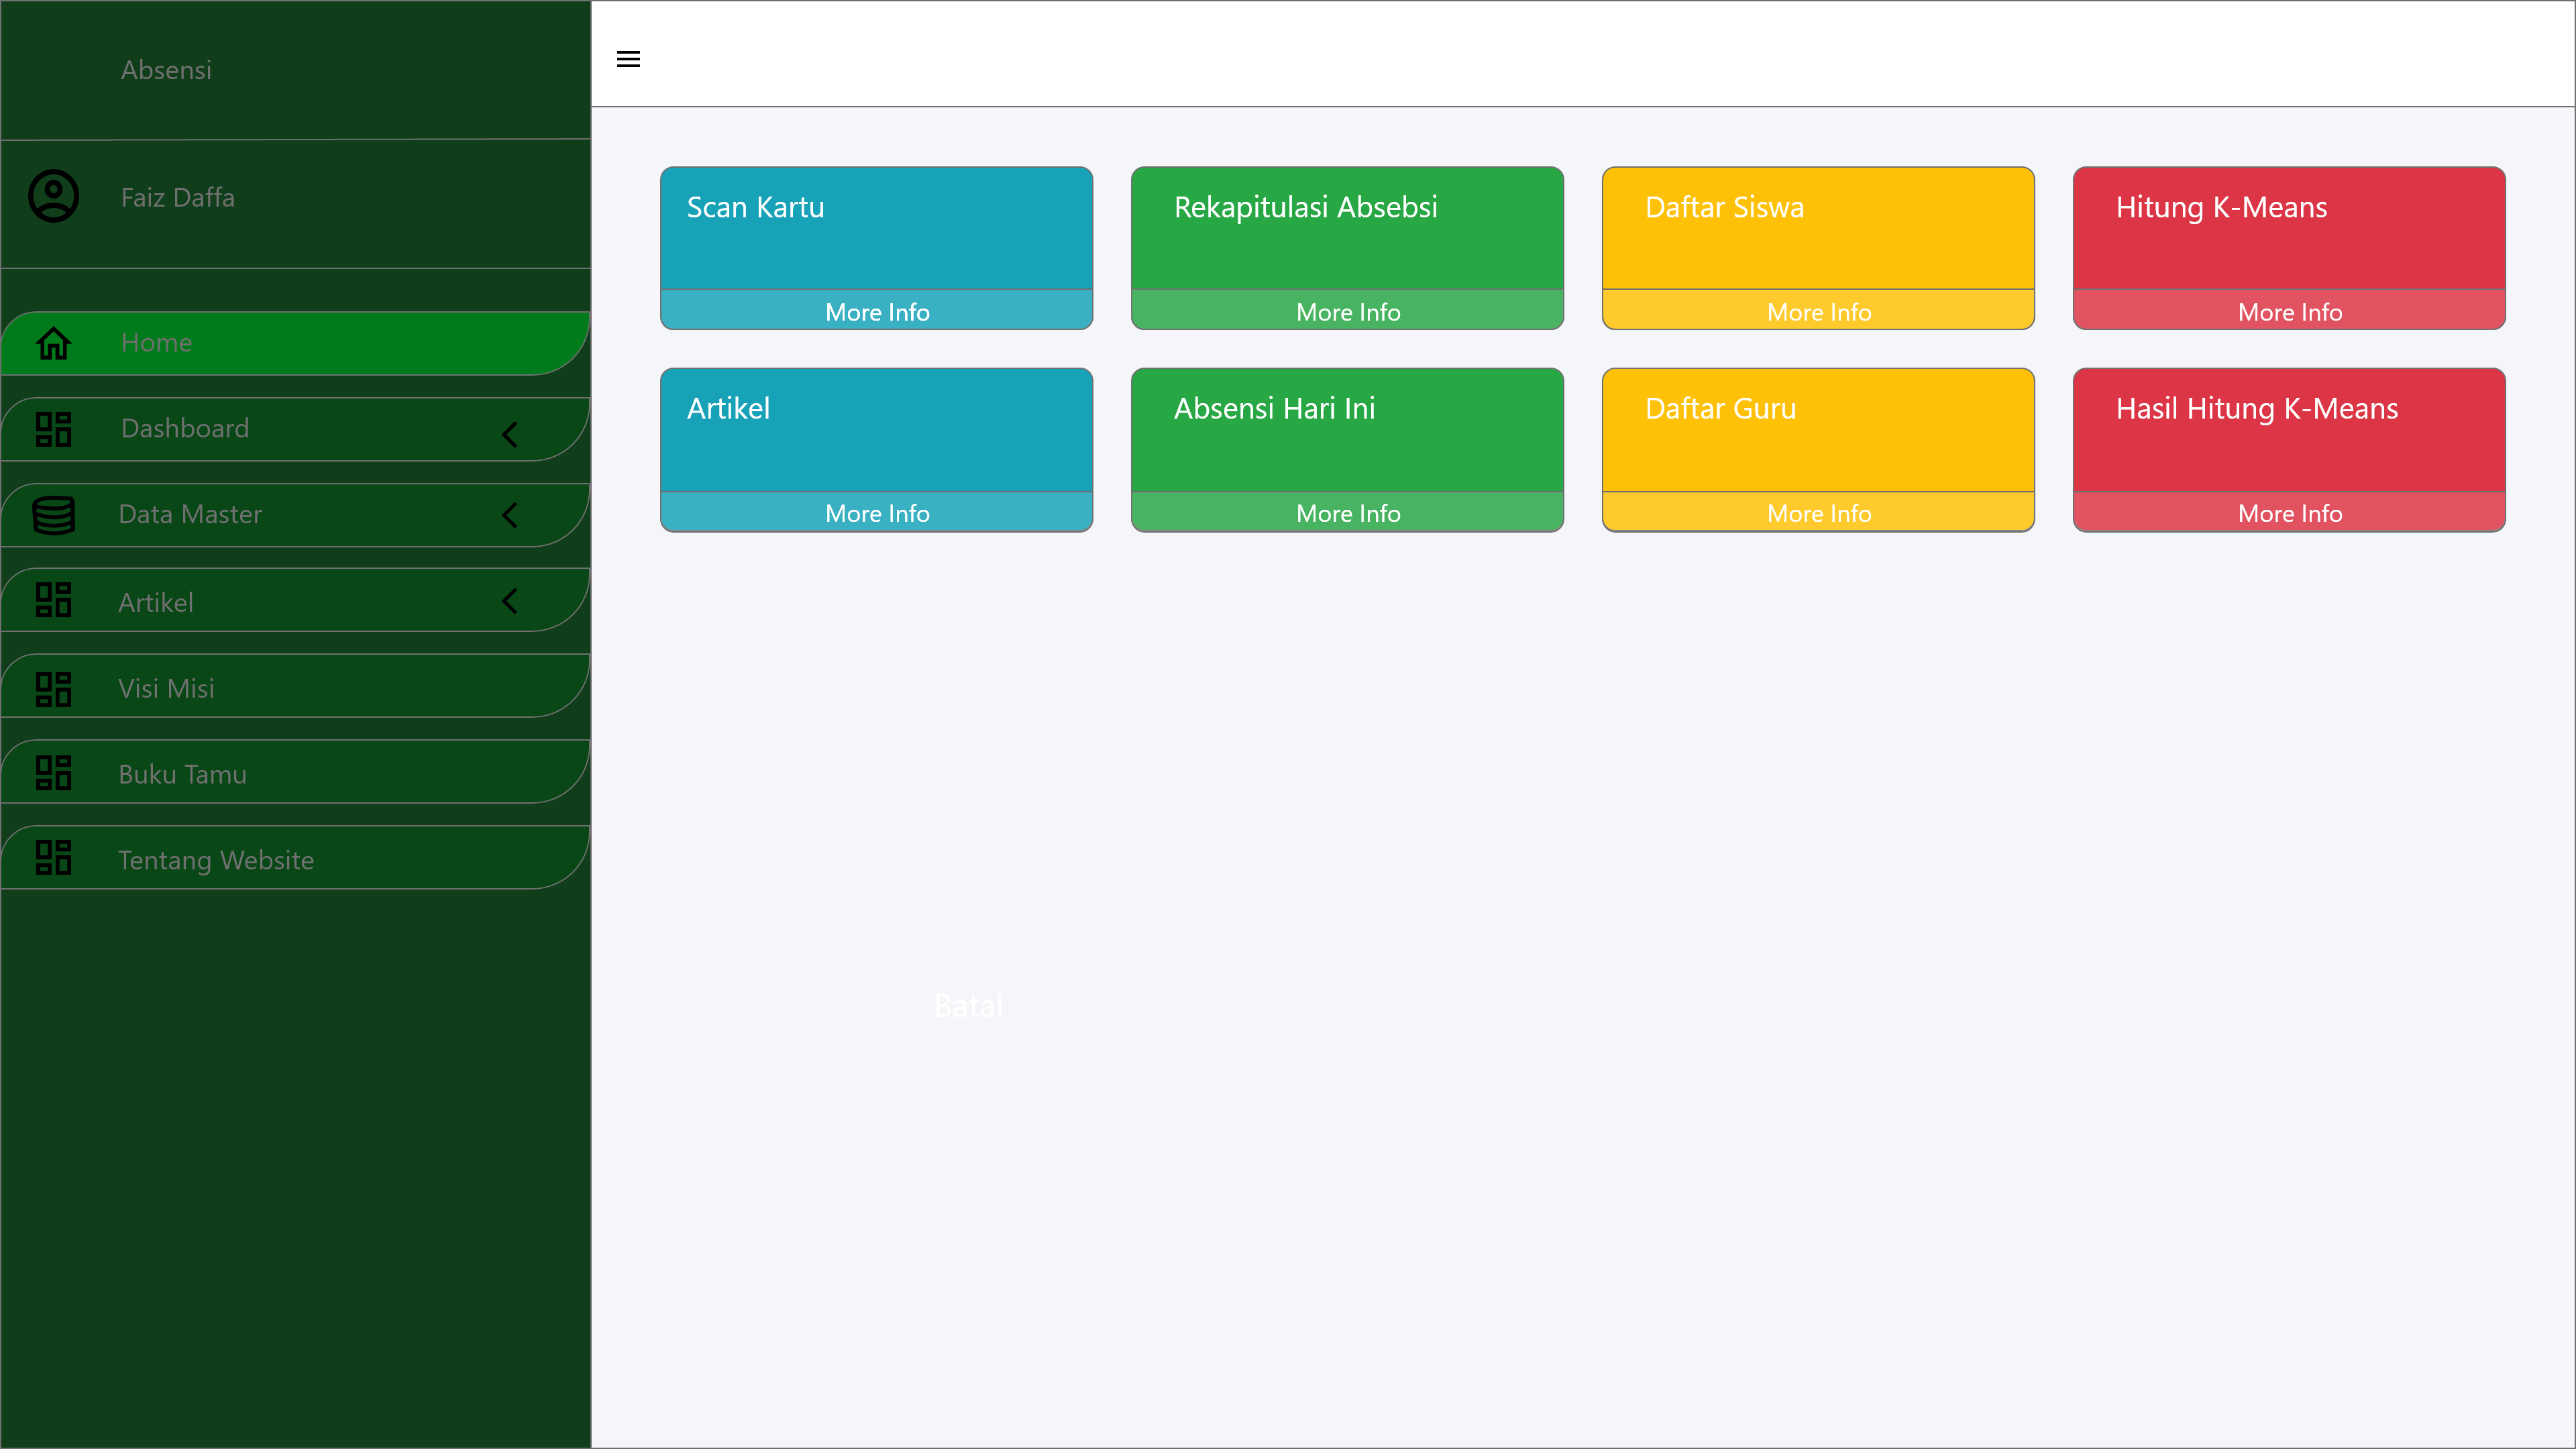 Absensi
Faiz Daffa
Home
Dashboard
Data Master
Artikel
Visi Misi
Buku Tamu
Tentang Website
Scan Kartu
More Info
Rekapitulasi Absebsi
More Info
Daftar Siswa
More Info
Hitung K-Means
More Info
Artikel
More Info
Absensi Hari Ini
More Info
Daftar Guru
More Info
Hasil Hitung K-Means
More Info
Batal